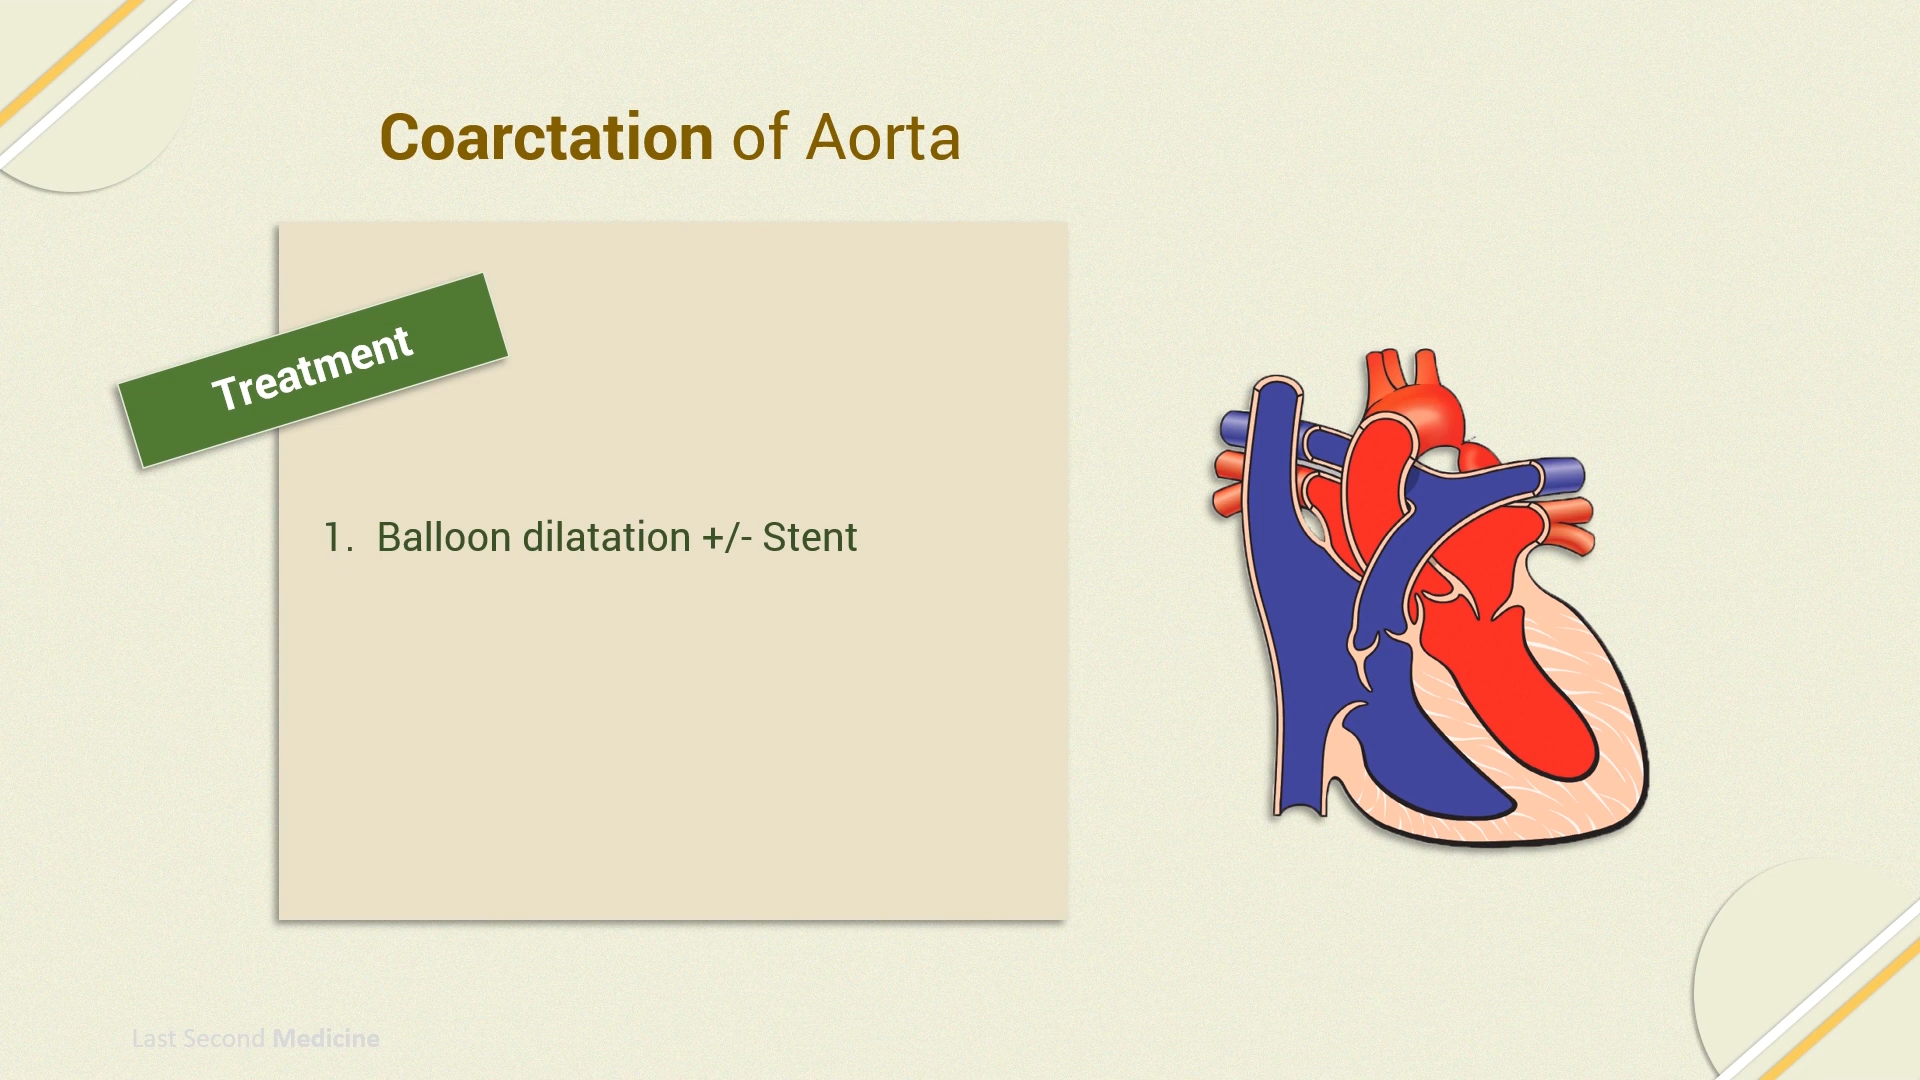 Coarctation of Aorta
Treatment
1. Balloon dilatation +/- Stent
Last Second Medicine